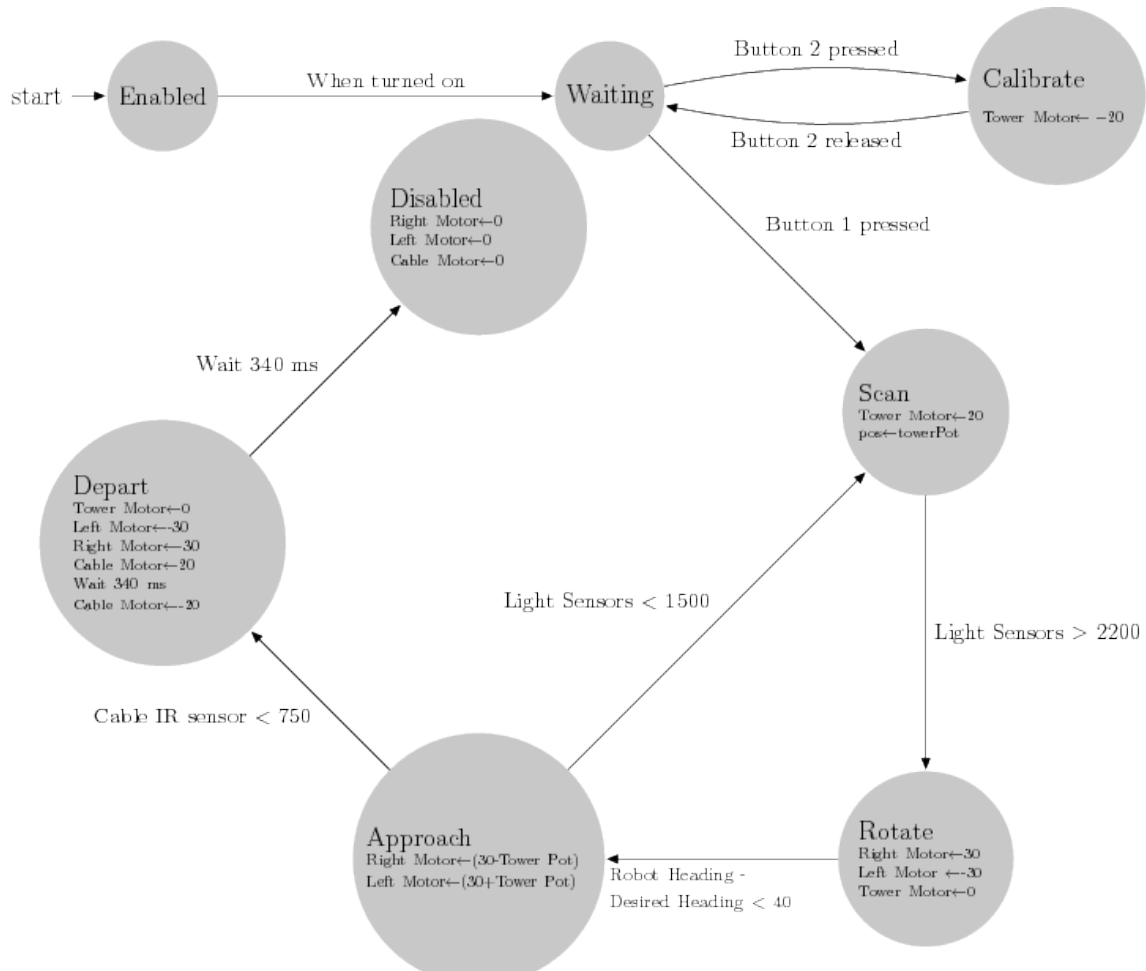 start
Enabled
When turned on
Waiting
Button 2 pressed
Button 2 released
Calibrate
Tower Motor← −20
Disabled
Right Motor←0
Left Motor←0
Cable Motor←0
Button 1 pressed
Wait 340 ms
Scan
Tower Motor←20
pos←towerPot
Depart
Tower Motor←0
Left Motor←-30
Right Motor←-30
Cable Motor←20
Wait 340 ms
Cable Motor←-20
Light Sensors < 1500
Light Sensors > 2200
Cable IR sensor < 750
Approach
Right Motor←(30-Tower Pot)
Left Motor←(30+Tower Pot)
Robot Heading -
Desired Heading < 40
Rotate
Right Motor←30
Left Motor ←-30
Tower Motor←0